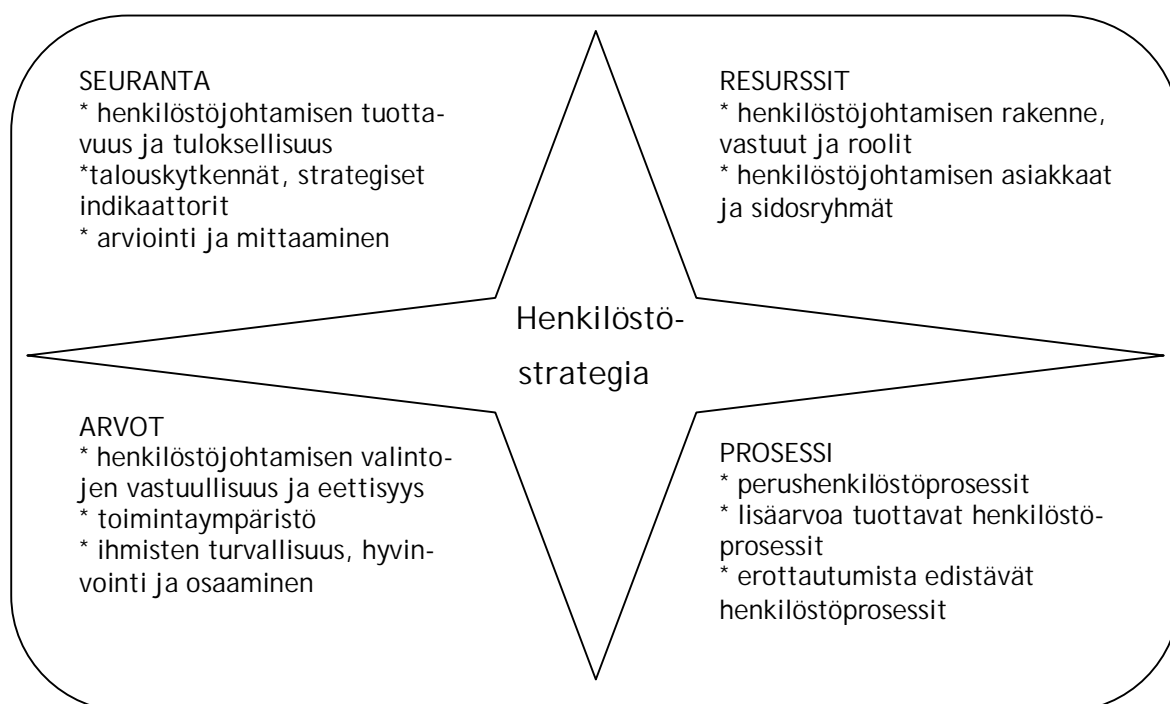 SEURANTA
* henkilöstöjohtamisen tuotta-
vuus ja tuloksellisuus
*talouskytkennät, strategiset
indikaattorit
* arviointi ja mittaaminen
RESURSSIT
* henkilöstöjohtamisen rakenne,
vastuut ja roolit
* henkilöstöjohtamisen asiakkaat
ja sidosryhmät
Henkilöstö-
strategia
ARVOT
* henkilöstöjohtamisen valinto-
jen vastuullisuus ja eettisyys
* toimintaympäristö
* ihmisten turvallisuus, hyvin-
vointi ja osaaminen
PROSESSI
* perushenkilöstöprosessit
* lisäarvoa tuottavat henkilöstö-
prosessit
* erottautumista edistävät
henkilöstöprosessit